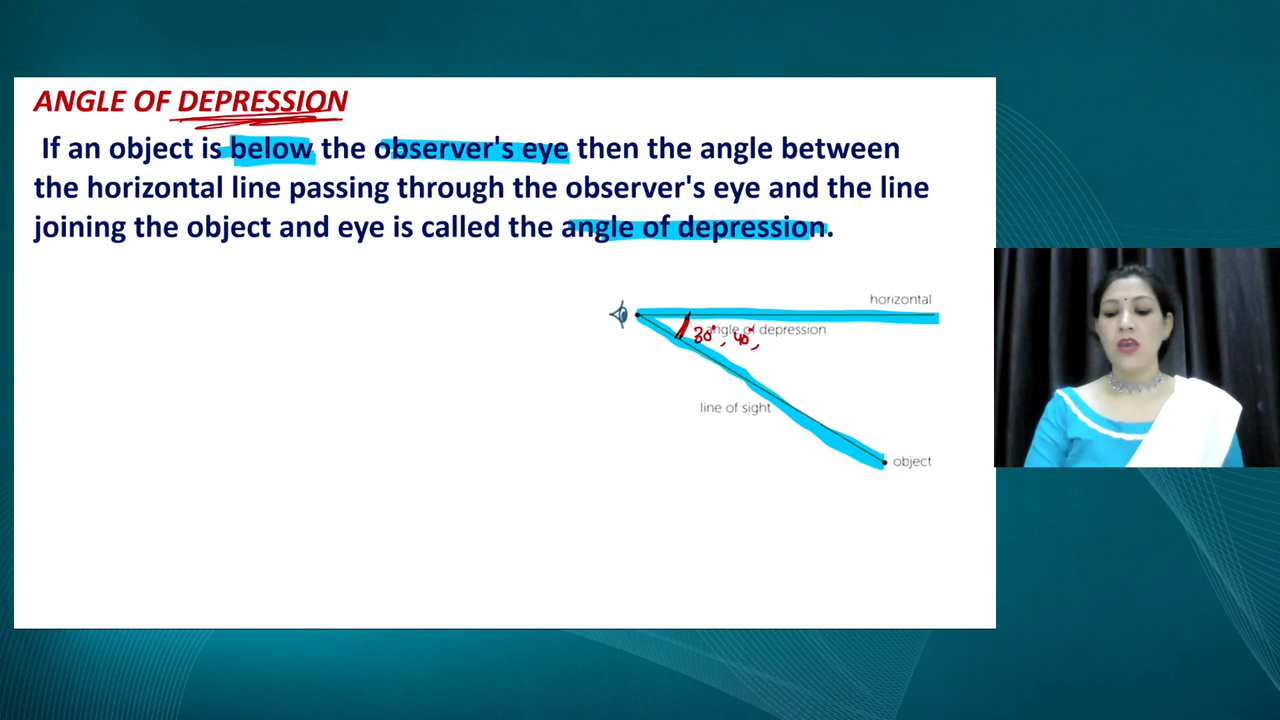 ANGLE OF DEPRESSION
If an object is below the observer's eye then the angle between
the horizontal line passing through the observer's eye and the line
joining the object and eye is called the angle of depression.
horizontal
angle of depression
30°, 40°,
line of sight
object